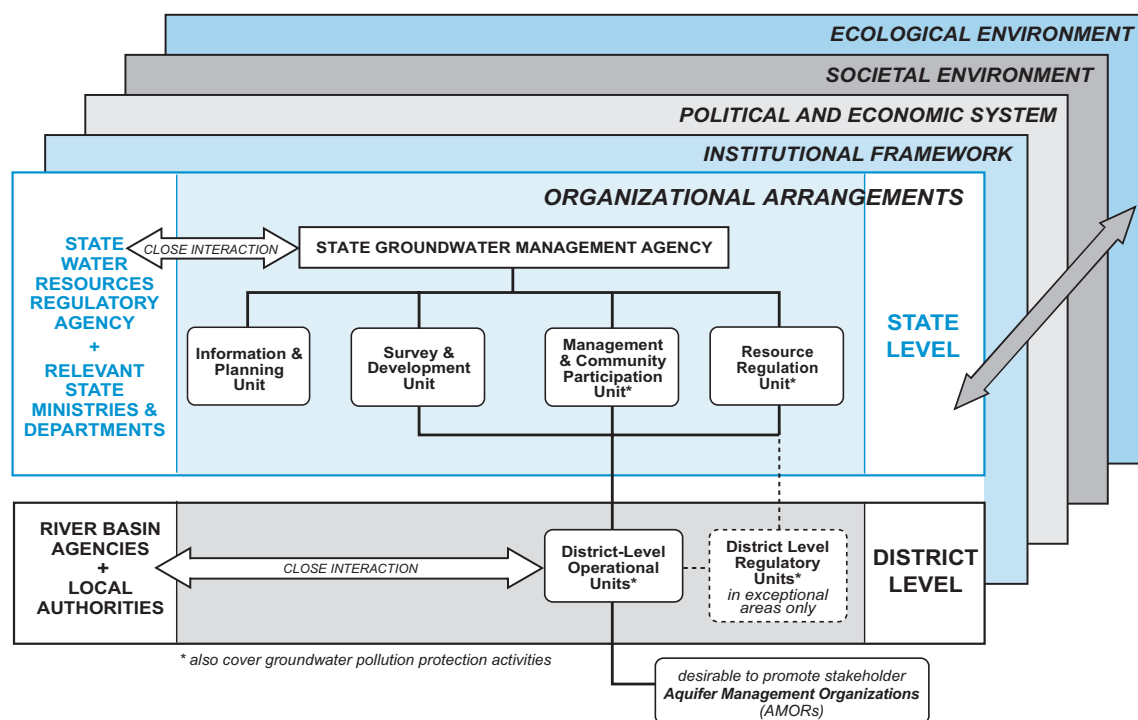 ECOLOGICAL ENVIRONMENT
SOCIETAL ENVIRONMENT
POLITICAL AND ECONOMIC SYSTEM
INSTITUTIONAL FRAMEWORK
ORGANIZATIONAL ARRANGEMENTS
STATE
WATER
RESOURCES
REGULATORY
AGENCY
+
RELEVANT
STATE
MINISTRIES &
DEPARTMENTS
CLOSE INTERACTION
STATE GROUNDWATER MANAGEMENT AGENCY
Information &
Planning
Unit
Survey &
Development
Unit
Management
& Community
Participation
Unit*
Resource
Regulation
Unit*
STATE
LEVEL
RIVER BASIN
AGENCIES
+
LOCAL
AUTHORITIES
CLOSE INTERACTION
District-Level
Operational
Units*
District Level
Regulatory
Units*
in exceptional
areas only
DISTRICT
LEVEL
* also cover groundwater pollution protection activities
desirable to promote stakeholder
Aquifer Management Organizations
(AMORs)